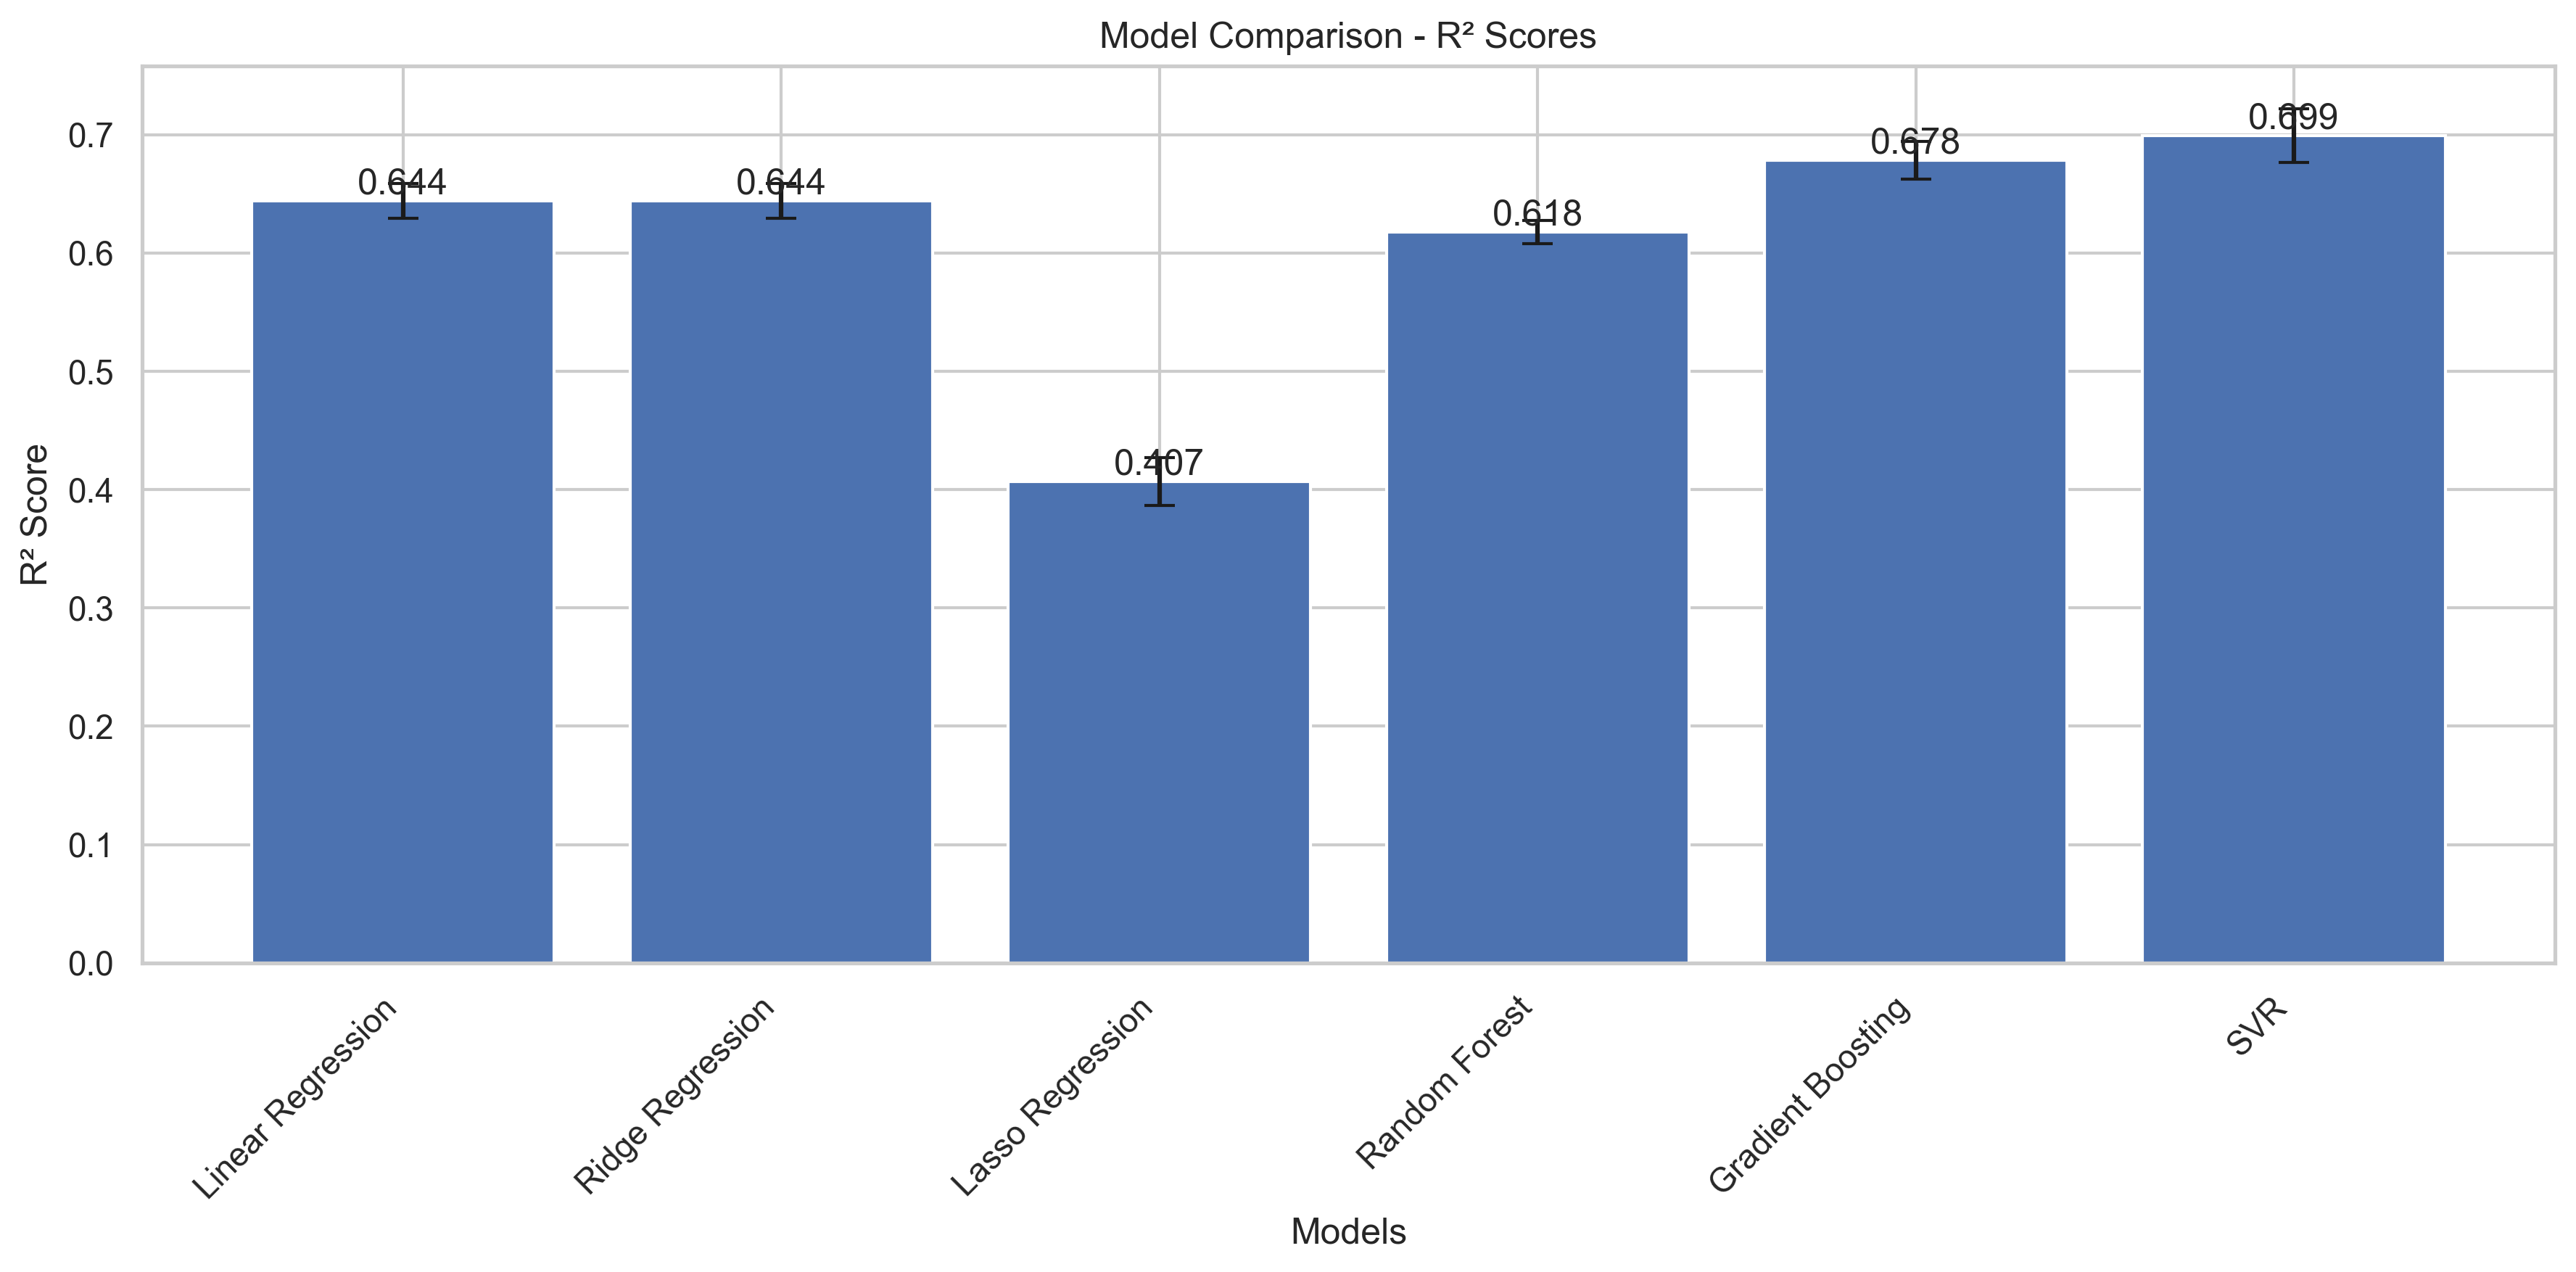 Model Comparison - R² Scores
R² Score
0.7
0.6
0.5
0.4
0.3
0.2
0.1
0.0
0.644
0.644
0.407
0.618
0.678
0.699
Linear Regression
Ridge Regression
Lasso Regression
Random Forest
Gradient Boosting
SVR
Models